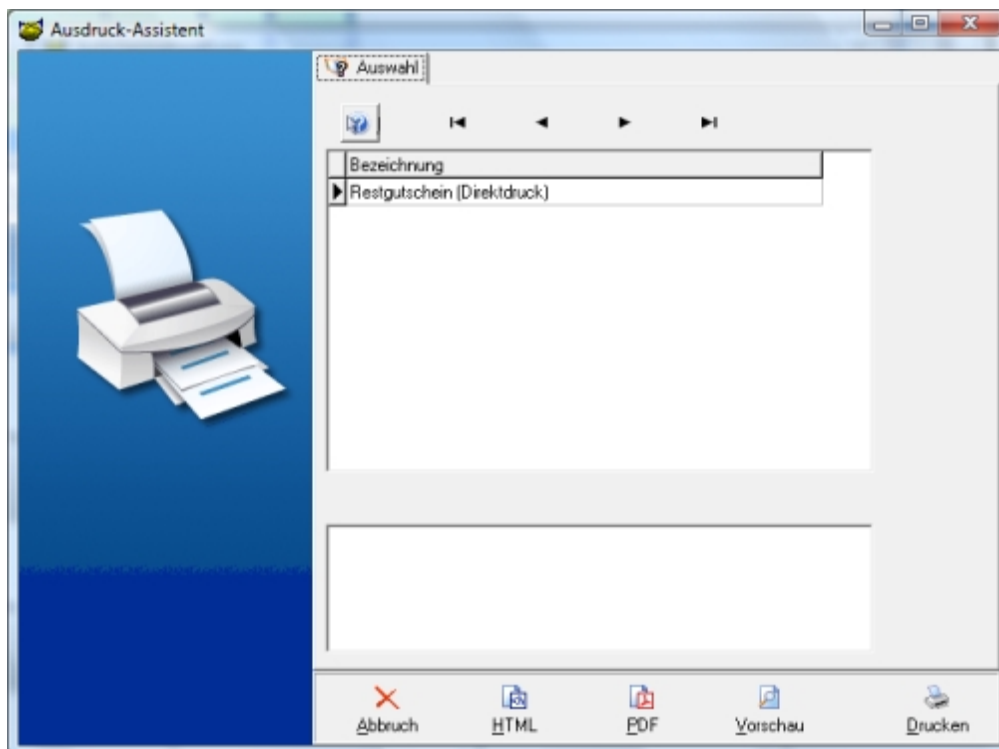 Ausdruck-Assistent
Auswahl
Bezeichnung
Restgutschein (Direktdruck)
Abbruch
HTML
PDF
Vorschau
Drucken